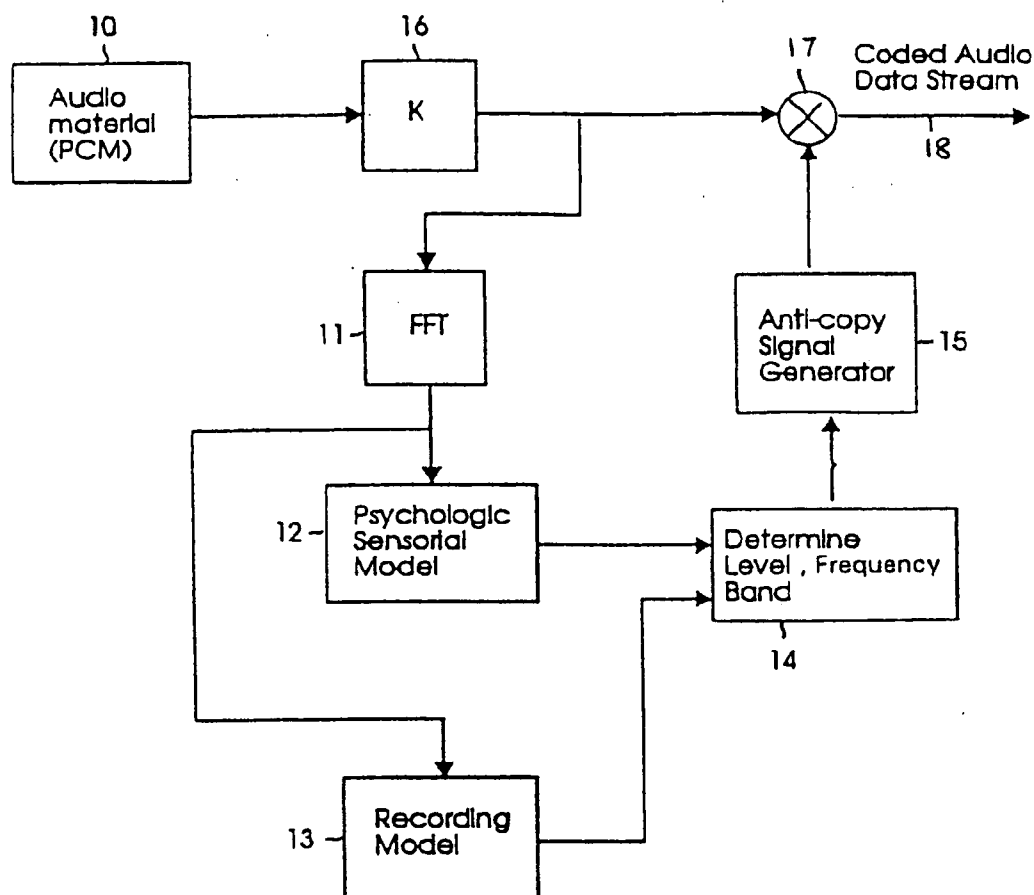 10
16
17
Coded Audio
Data Stream
Audio
material
(PCM)
K
18
11
FFT
Anti-copy
Signal
Generator
15
12
Psychologic
Sensorial
Model
Determine
Level , Frequency
Band
14
13
Recording
Model